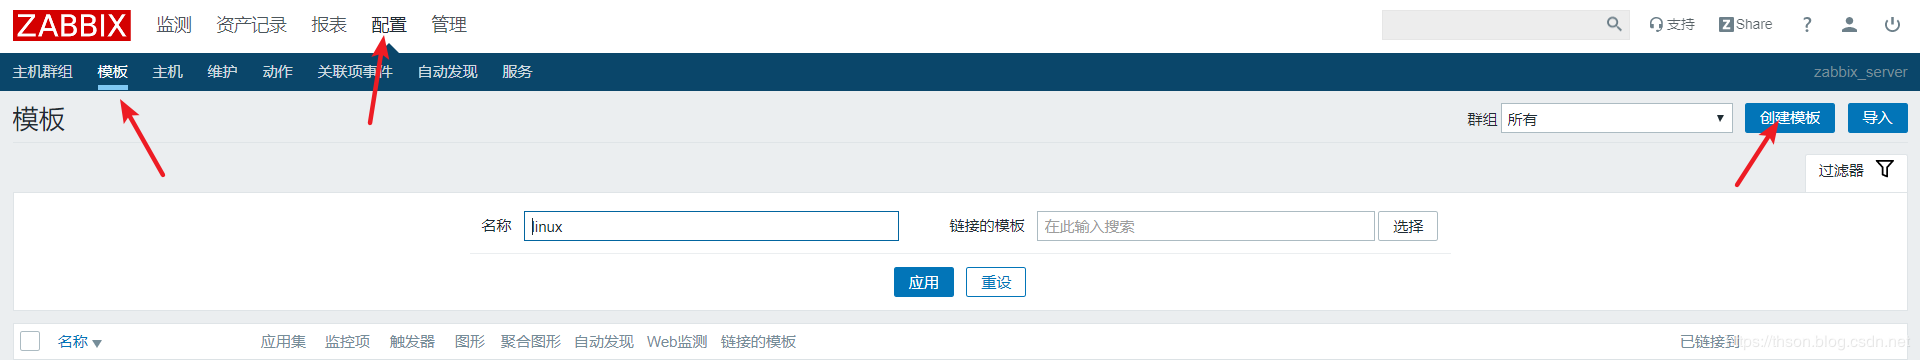 ZABBIX 监测 资产记录 报表 配置 管理 支持 Z Share ?
主机群组 模板 主机 维护 动作 关联项事件 自动发现 服务 zabbix_server
模板 群组 所有 创建模板 导入
过滤器
名称 linux 链接的模板 在此输入搜索 选择
应用 重设
名称 应用集 监控项 触发器 图形 聚合图形 自动发现 Web监测 链接的模板 已链接到 https://thson.blog.csdn.net